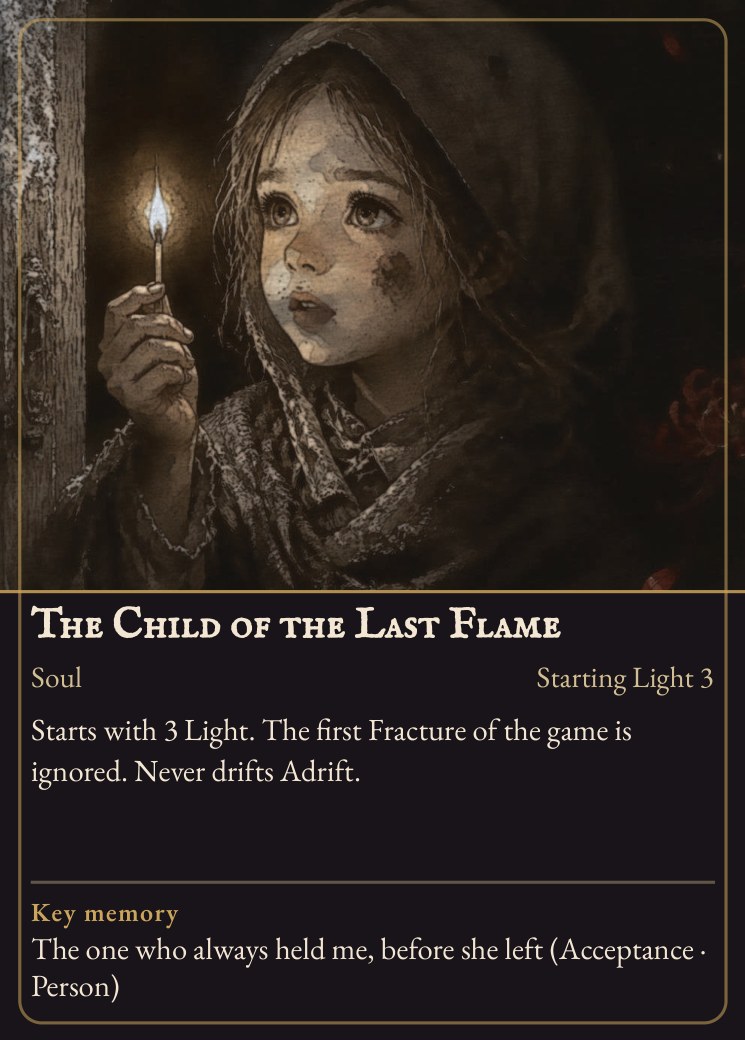 The Child of the Last Flame
Soul
Starting Light 3
Starts with 3 Light. The first Fracture of the game is
ignored. Never drifts Adrift.
Key memory
The one who always held me, before she left (Acceptance ·
Person)